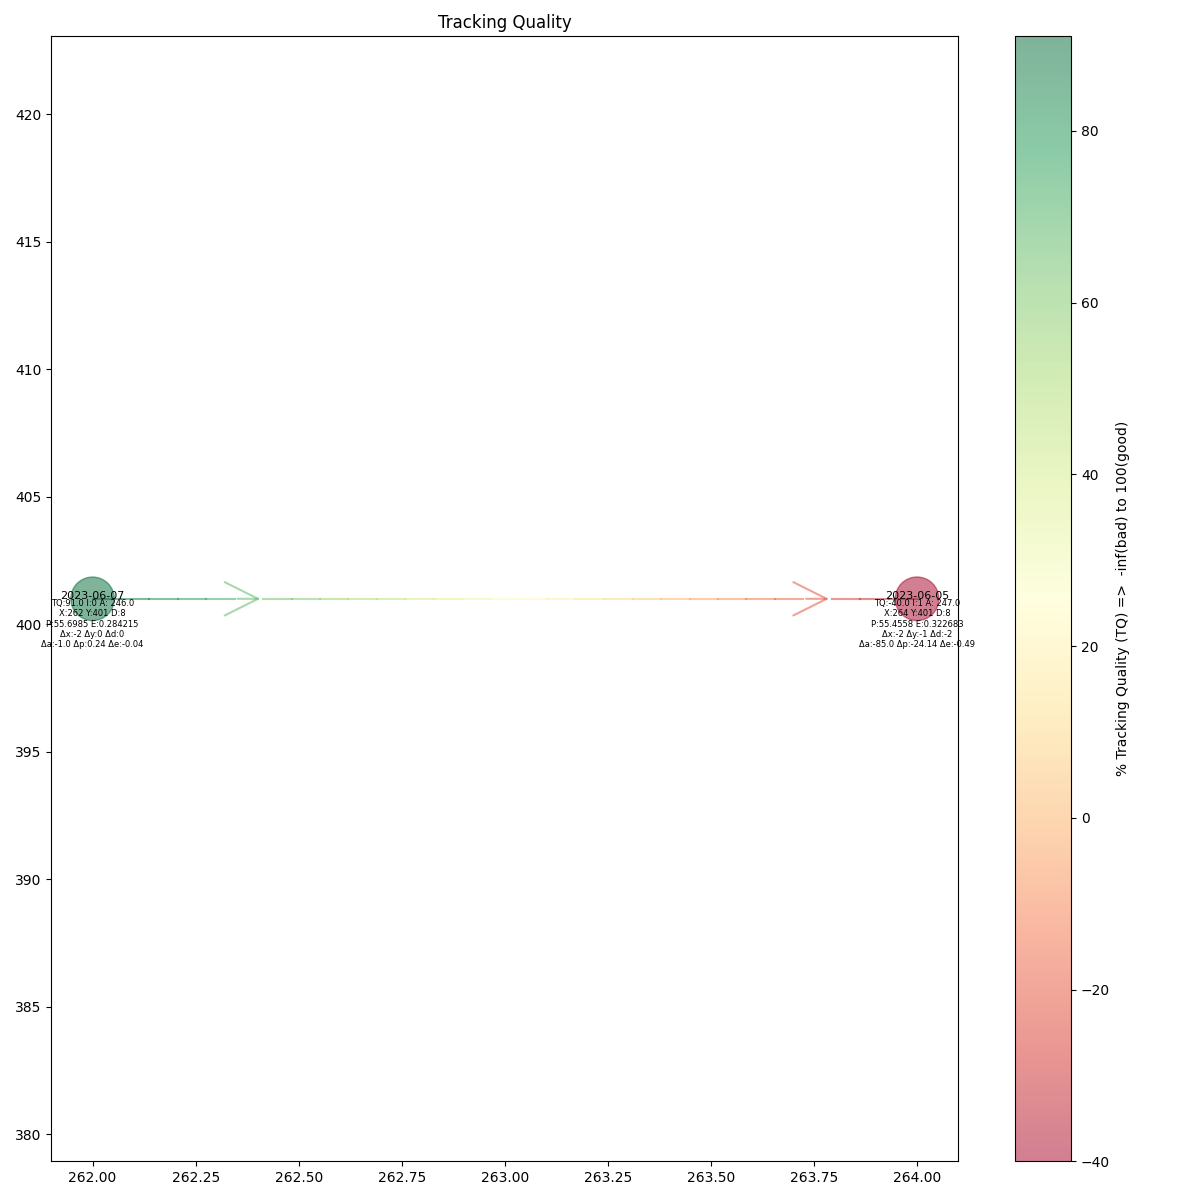 Tracking Quality
420
415
410
405
400
395
390
385
380
2023-06-07
TQ:91.0 I:0 A: 246.0
X:262 Y:401 D:8
P:55.6985 E:0.284215
Δx:-2 Δy:0 Δd:0
Δa:-1.0 Δp:0.24 Δe:-0.04
2023-06-05
TQ:-40.0 I:1 A: 247.0
X:264 Y:401 D:8
P:55.4558 E:0.322683
Δx:-2 Δy:-1 Δd:-2
Δa:-85.0 Δp:-24.14 Δe:-0.49
262.00 262.25 262.50 262.75 263.00 263.25 263.50 263.75 264.00
80
60
40
20
0
−20
−40
% Tracking Quality (TQ) => -inf(bad) to 100(good)